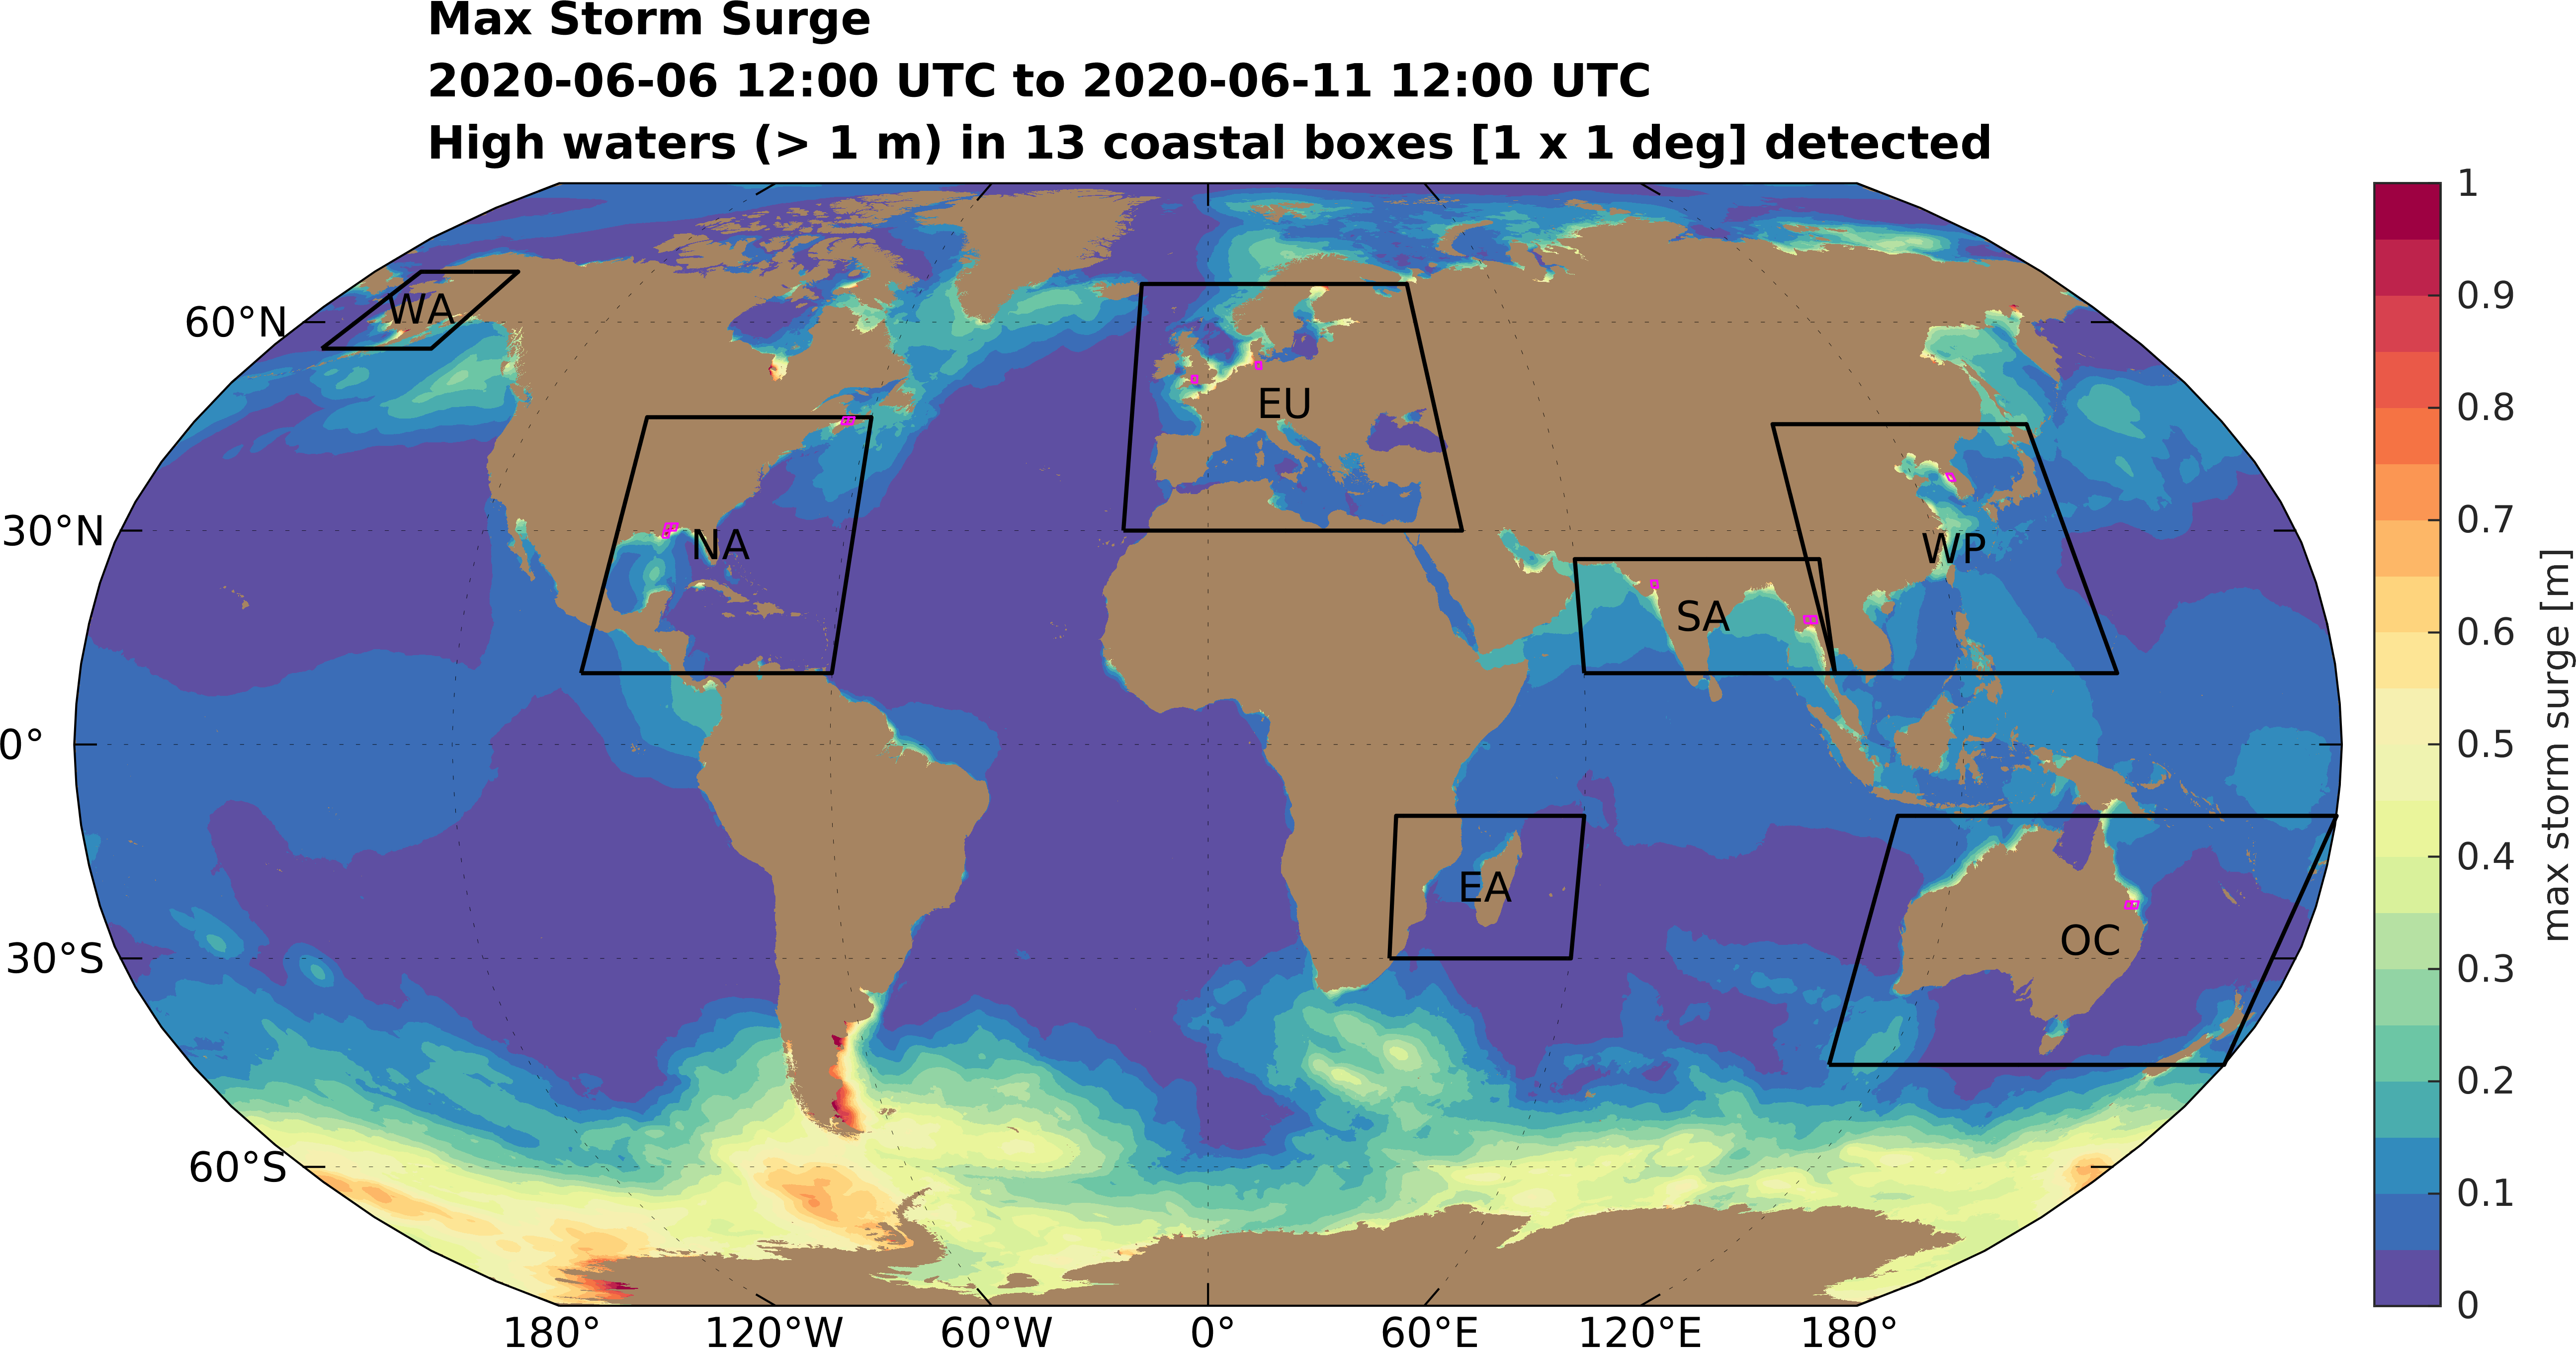 Max Storm Surge
2020-06-06 12:00 UTC to 2020-06-11 12:00 UTC
High waters (> 1 m) in 13 coastal boxes [1 x 1 deg] detected
60°N
30°N
0°
30°S
60°S
WA
NA
EU
SA
WP
EA
OC
180°
120°W
60°W
0°
60°E
120°E
180°
1
0.9
0.8
0.7
0.6
0.5
0.4
0.3
0.2
0.1
0
max storm surge [m]